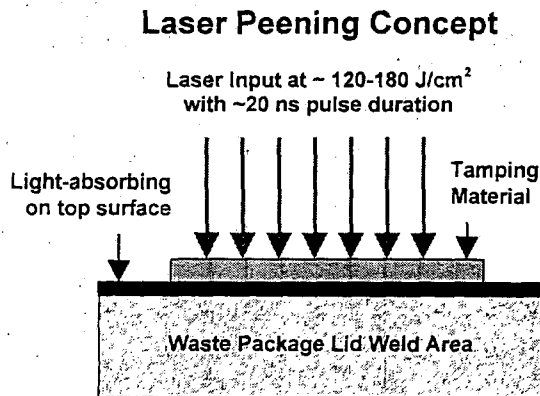 Laser Peening Concept
Laser Input at ~ 120-180 J/cm²
with ~20 ns pulse duration
Light-absorbing
on top surface
Tamping
Material
Waste Package Lid Weld Area